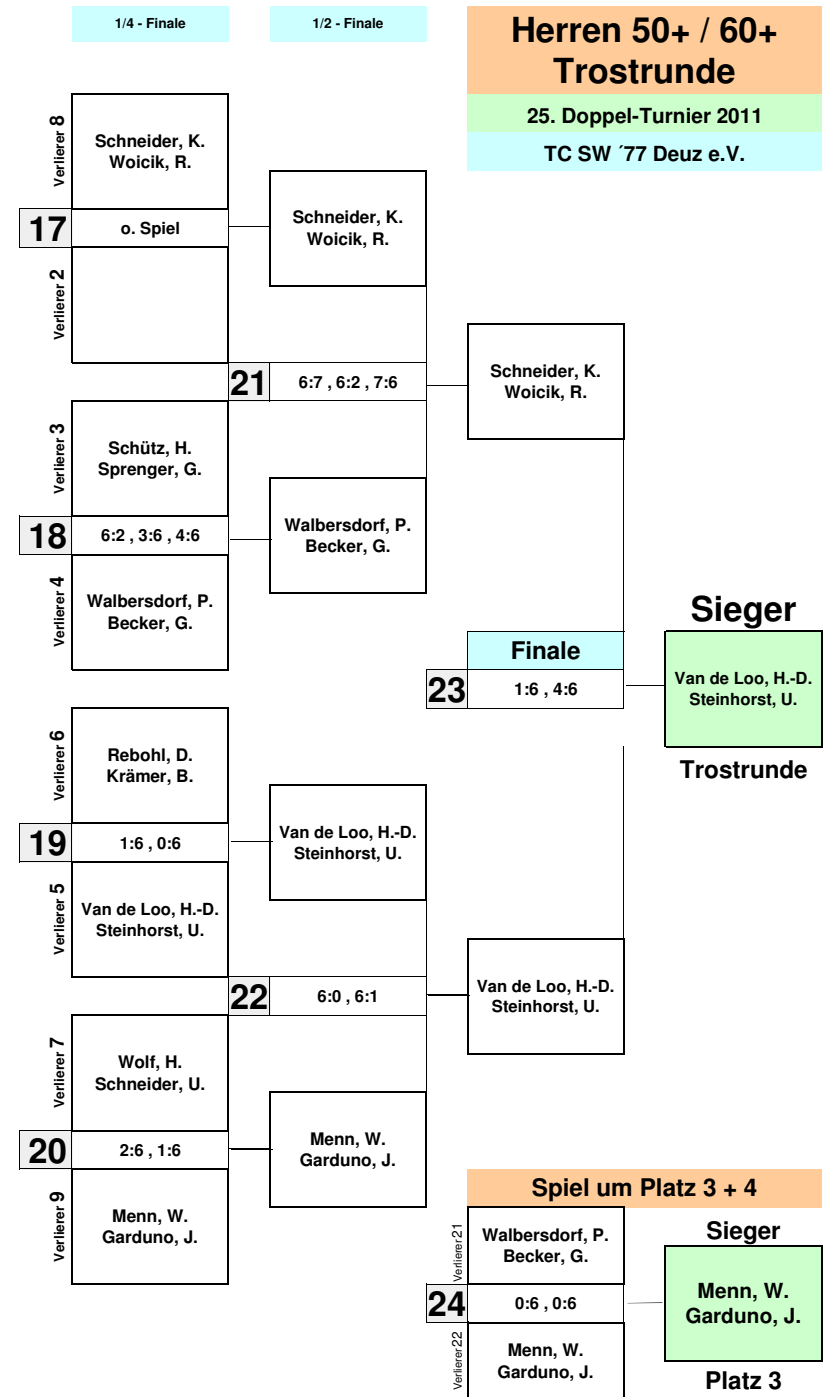 1/4 - Finale
1/2 - Finale
Herren 50+ / 60+
Trostrunde
25. Doppel-Turnier 2011
TC SW ´77 Deuz e.V.
Verlierer 8
Schneider, K.
Woicik, R.
17
o. Spiel
Verlierer 2
Schneider, K.
Woicik, R.
21
6:7 , 6:2 , 7:6
Schneider, K.
Woicik, R.
Verlierer 3
Schütz, H.
Sprenger, G.
18
6:2 , 3:6 , 4:6
Verlierer 4
Walbersdorf, P.
Becker, G.
Walbersdorf, P.
Becker, G.
Finale
23
1:6 , 4:6
Sieger
Van de Loo, H.-D.
Steinhorst, U.
Trostrunde
Verlierer 6
Rebohl, D.
Krämer, B.
19
1:6 , 0:6
Verlierer 5
Van de Loo, H.-D.
Steinhorst, U.
Van de Loo, H.-D.
Steinhorst, U.
22
6:0 , 6:1
Van de Loo, H.-D.
Steinhorst, U.
Verlierer 7
Wolf, H.
Schneider, U.
20
2:6 , 1:6
Verlierer 9
Menn, W.
Garduno, J.
Menn, W.
Garduno, J.
Spiel um Platz 3 + 4
Verlierer 21
Walbersdorf, P.
Becker, G.
24
0:6 , 0:6
Verlierer 22
Menn, W.
Garduno, J.
Sieger
Menn, W.
Garduno, J.
Platz 3